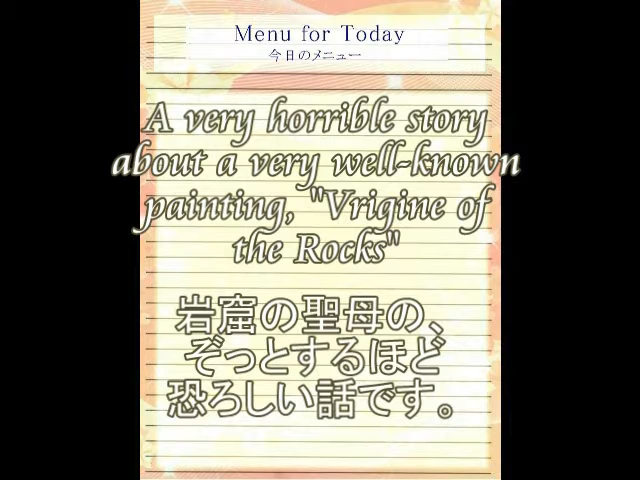 Menu for Today
今日のメニュー
A very horrible story
about a very well-known
painting, "Vrigine of
the Rocks"
岩窟の聖母の、
ぞっとするほど
恐ろしい話です。